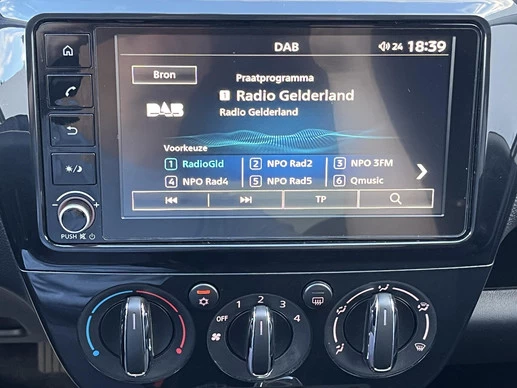 DAB 24 18:39
Bron
Praatprogramma
1 Radio Gelderland
DAB Radio Gelderland
Voorkeuze
1 RadioGld 2 NPO Rad2 3 NPO 3FM
4 NPO Rad4 5 NPO Rad5 6 Qmusic
TP
PUSH
OFF 1 2 3 4